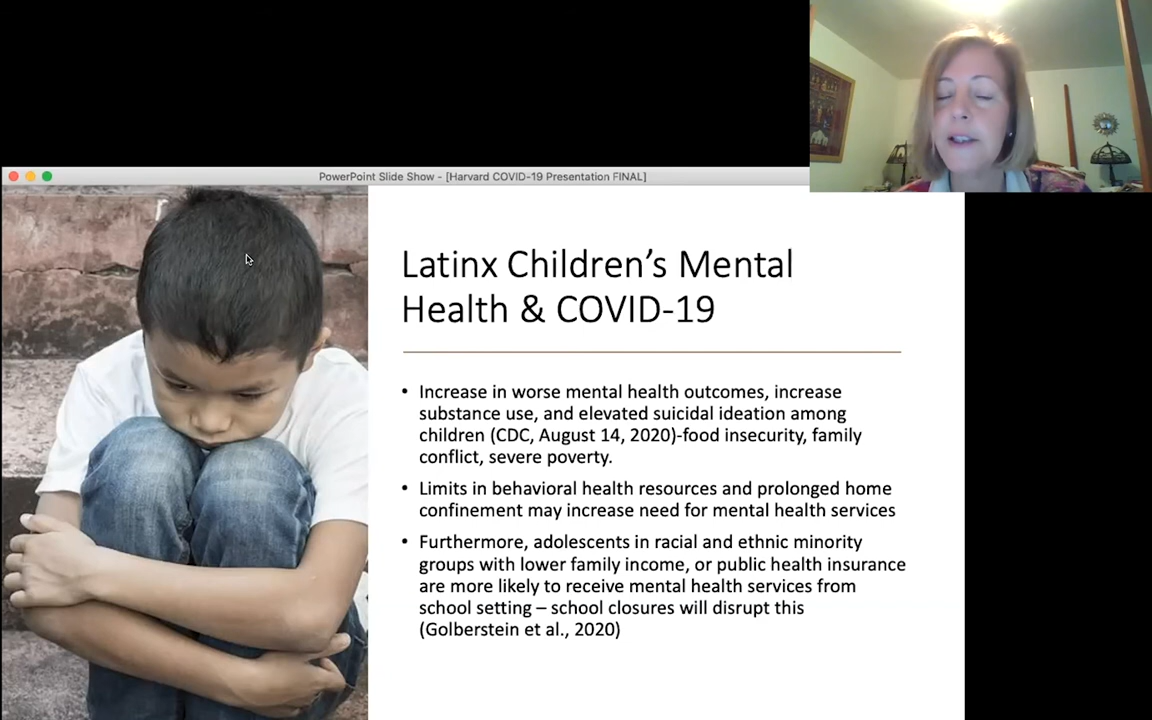 PowerPoint Slide Show - [Harvard COVID-19 Presentation FINAL]
Latinx Children’s Mental
Health & COVID-19
• Increase in worse mental health outcomes, increase
substance use, and elevated suicidal ideation among
children (CDC, August 14, 2020)-food insecurity, family
conflict, severe poverty.
• Limits in behavioral health resources and prolonged home
confinement may increase need for mental health services
• Furthermore, adolescents in racial and ethnic minority
groups with lower family income, or public health insurance
are more likely to receive mental health services from
school setting – school closures will disrupt this
(Golberstein et al., 2020)